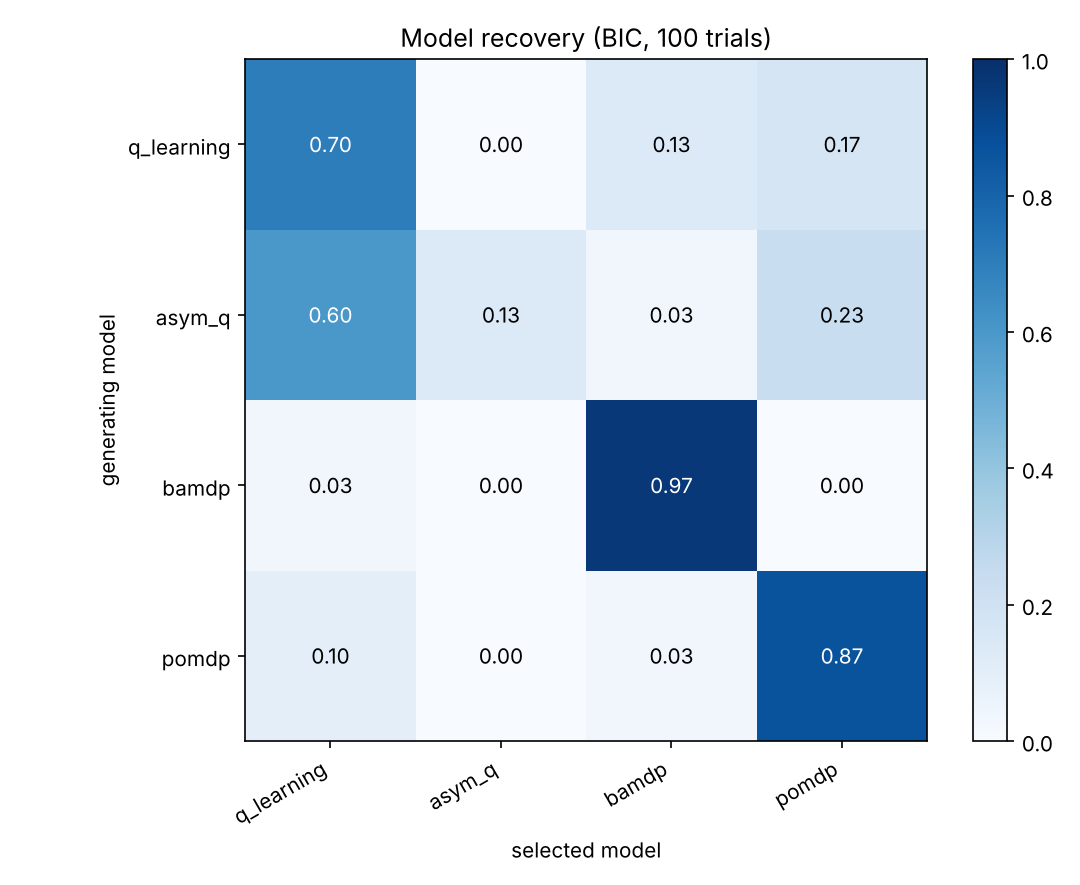 Model recovery (BIC, 100 trials)
generating model
q_learning 0.70 0.00 0.13 0.17
asym_q 0.60 0.13 0.03 0.23
bamdp 0.03 0.00 0.97 0.00
pomdp 0.10 0.00 0.03 0.87
q_learning asym_q bamdp pomdp
selected model
1.0
0.8
0.6
0.4
0.2
0.0